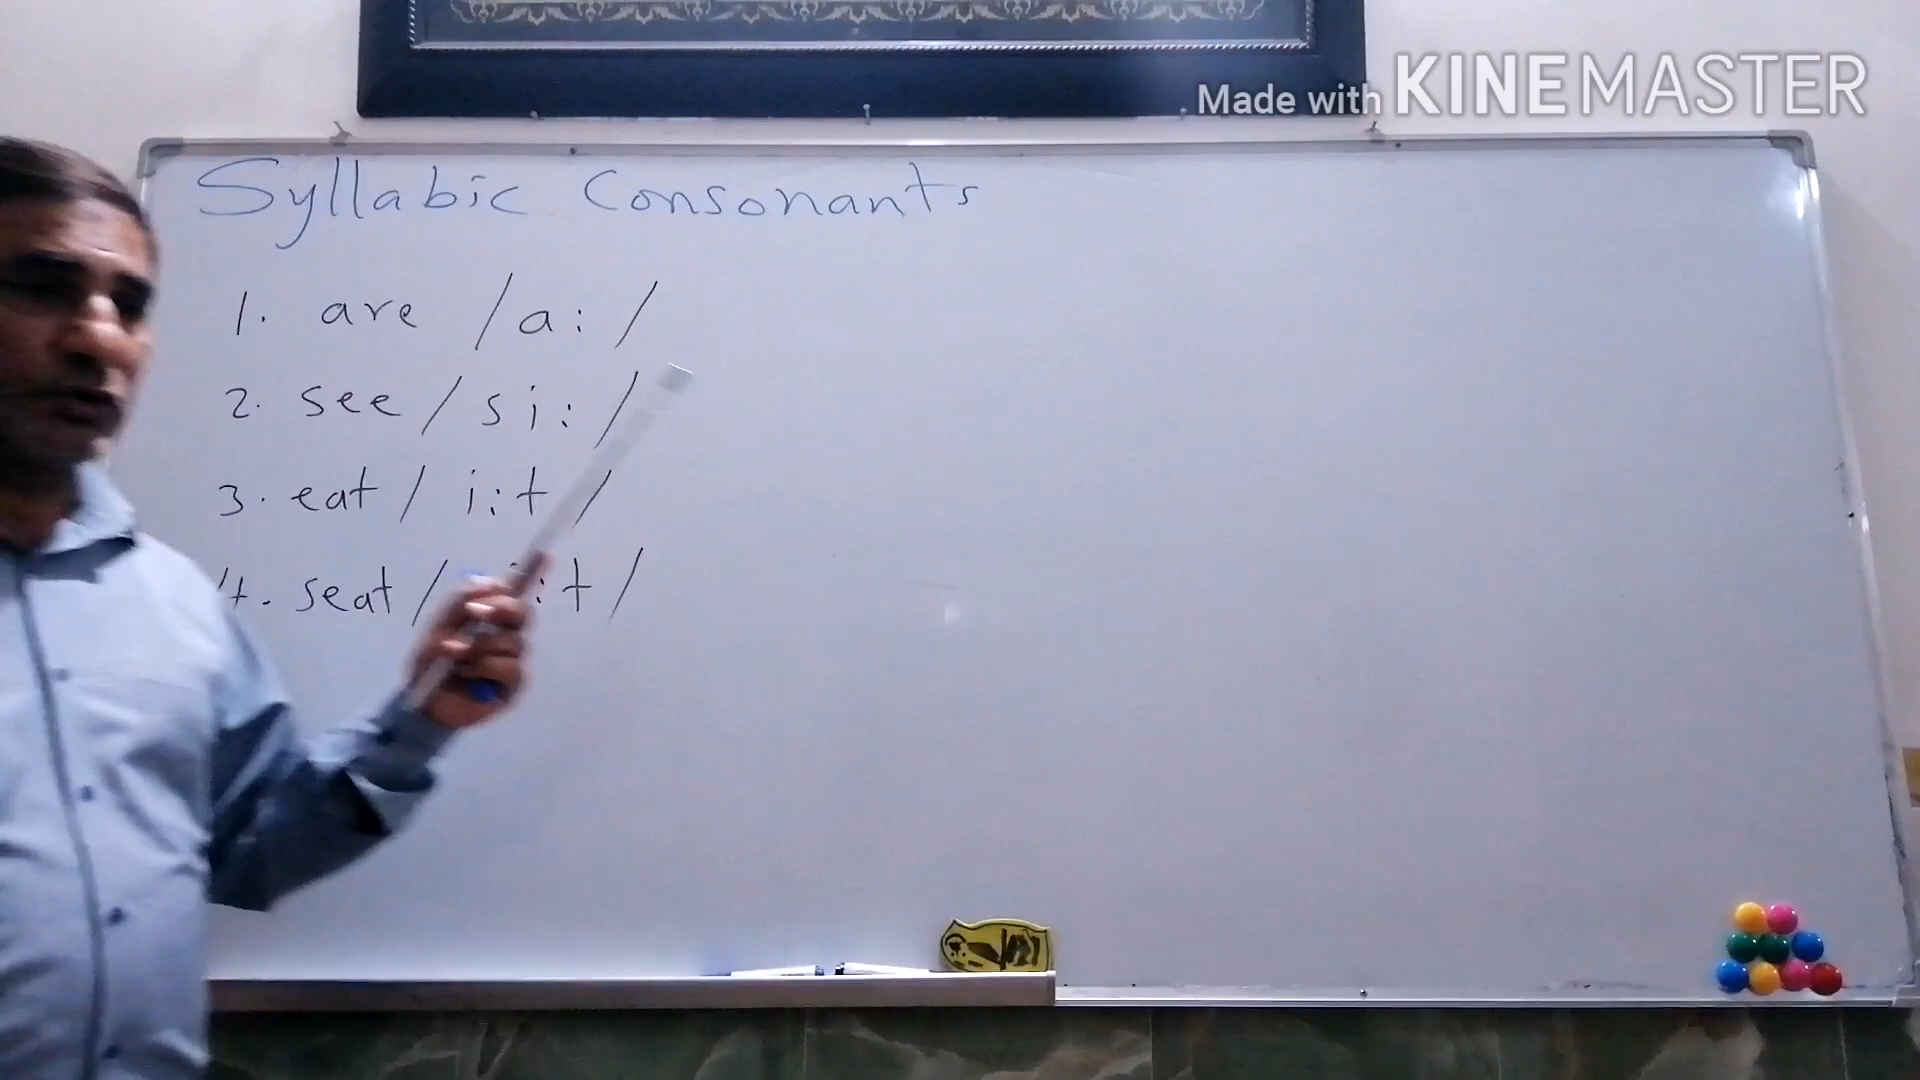 Made with KINEMASTER
Syllabic Consonants
1. are /a:/
2. see /si:/
3. eat /i:t/
4. seat / :t/